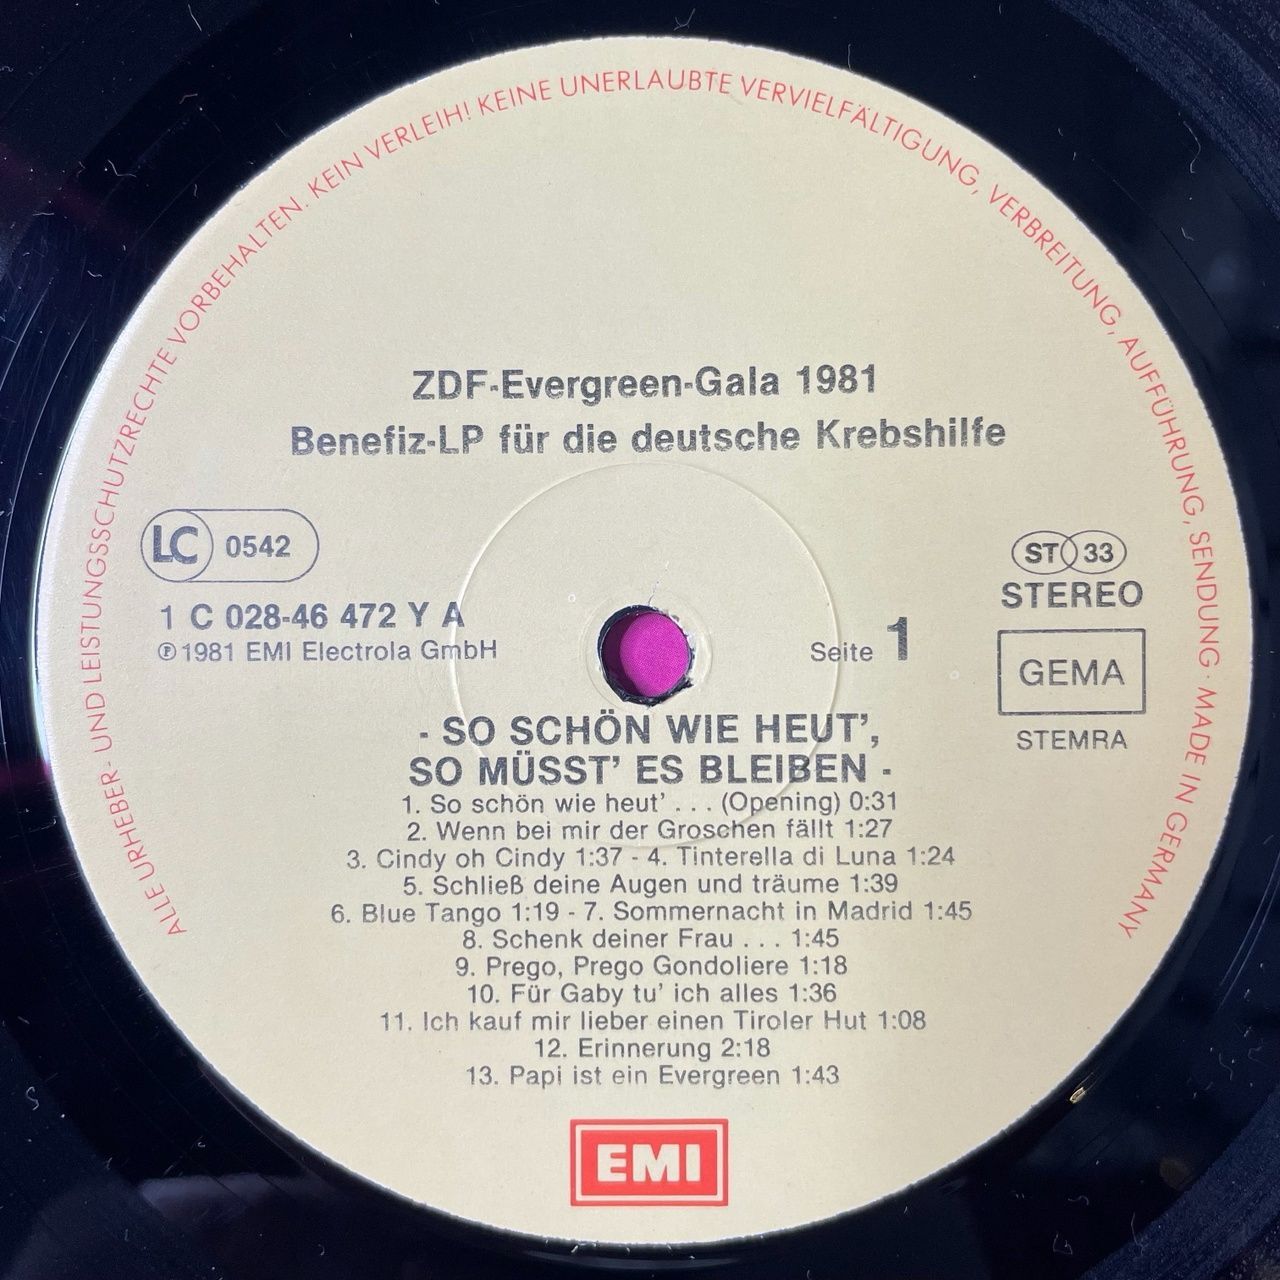 ALLE URHEBER- UND LEISTUNGSSCHUTZRECHTE VORBEHALTEN. KEIN VERLEIH! KEINE UNERLAUBTE VERVIELFÄLTIGUNG, VERBREITUNG, AUFFÜHRUNG, SENDUNG · MADE IN GERMANY
ZDF-Evergreen-Gala 1981
Benefiz-LP für die deutsche Krebshilfe
LC 0542
1 C 028-46 472 Y A
℗ 1981 EMI Electrola GmbH
Seite 1
ST 33
STEREO
GEMA
STEMRA
- SO SCHÖN WIE HEUT',
SO MÜSST' ES BLEIBEN -
1. So schön wie heut' . . . (Opening) 0:31
2. Wenn bei mir der Groschen fällt 1:27
3. Cindy oh Cindy 1:37 - 4. Tinterella di Luna 1:24
5. Schließ deine Augen und träume 1:39
6. Blue Tango 1:19 - 7. Sommernacht in Madrid 1:45
8. Schenk deiner Frau . . . 1:45
9. Prego, Prego Gondoliere 1:18
10. Für Gaby tu' ich alles 1:36
11. Ich kauf mir lieber einen Tiroler Hut 1:08
12. Erinnerung 2:18
13. Papi ist ein Evergreen 1:43
EMI